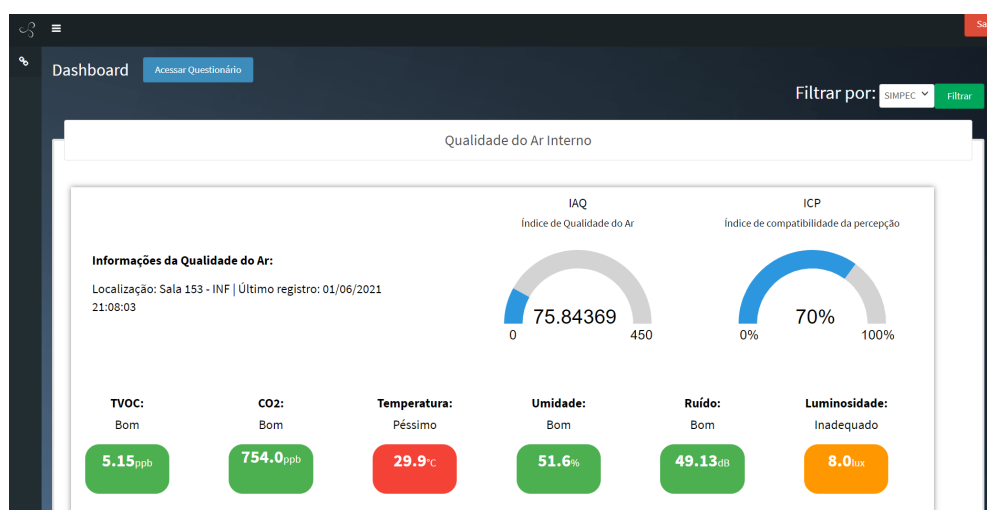 Sa
Dashboard
Acessar Questionário
Filtrar por:
SIMPEC
Filtrar
Qualidade do Ar Interno
IAQ
Índice de Qualidade do Ar
ICP
Índice de compatibilidade da percepção
Informações da Qualidade do Ar:
Localização: Sala 153 - INF | Último registro: 01/06/2021
21:08:03
75.84369
0
450
70%
0%
100%
TVOC:
CO2:
Temperatura:
Umidade:
Ruído:
Luminosidade:
Bom
Bom
Péssimo
Bom
Bom
Inadequado
5.15ppb
754.0ppb
29.9°C
51.6%
49.13dB
8.0lux